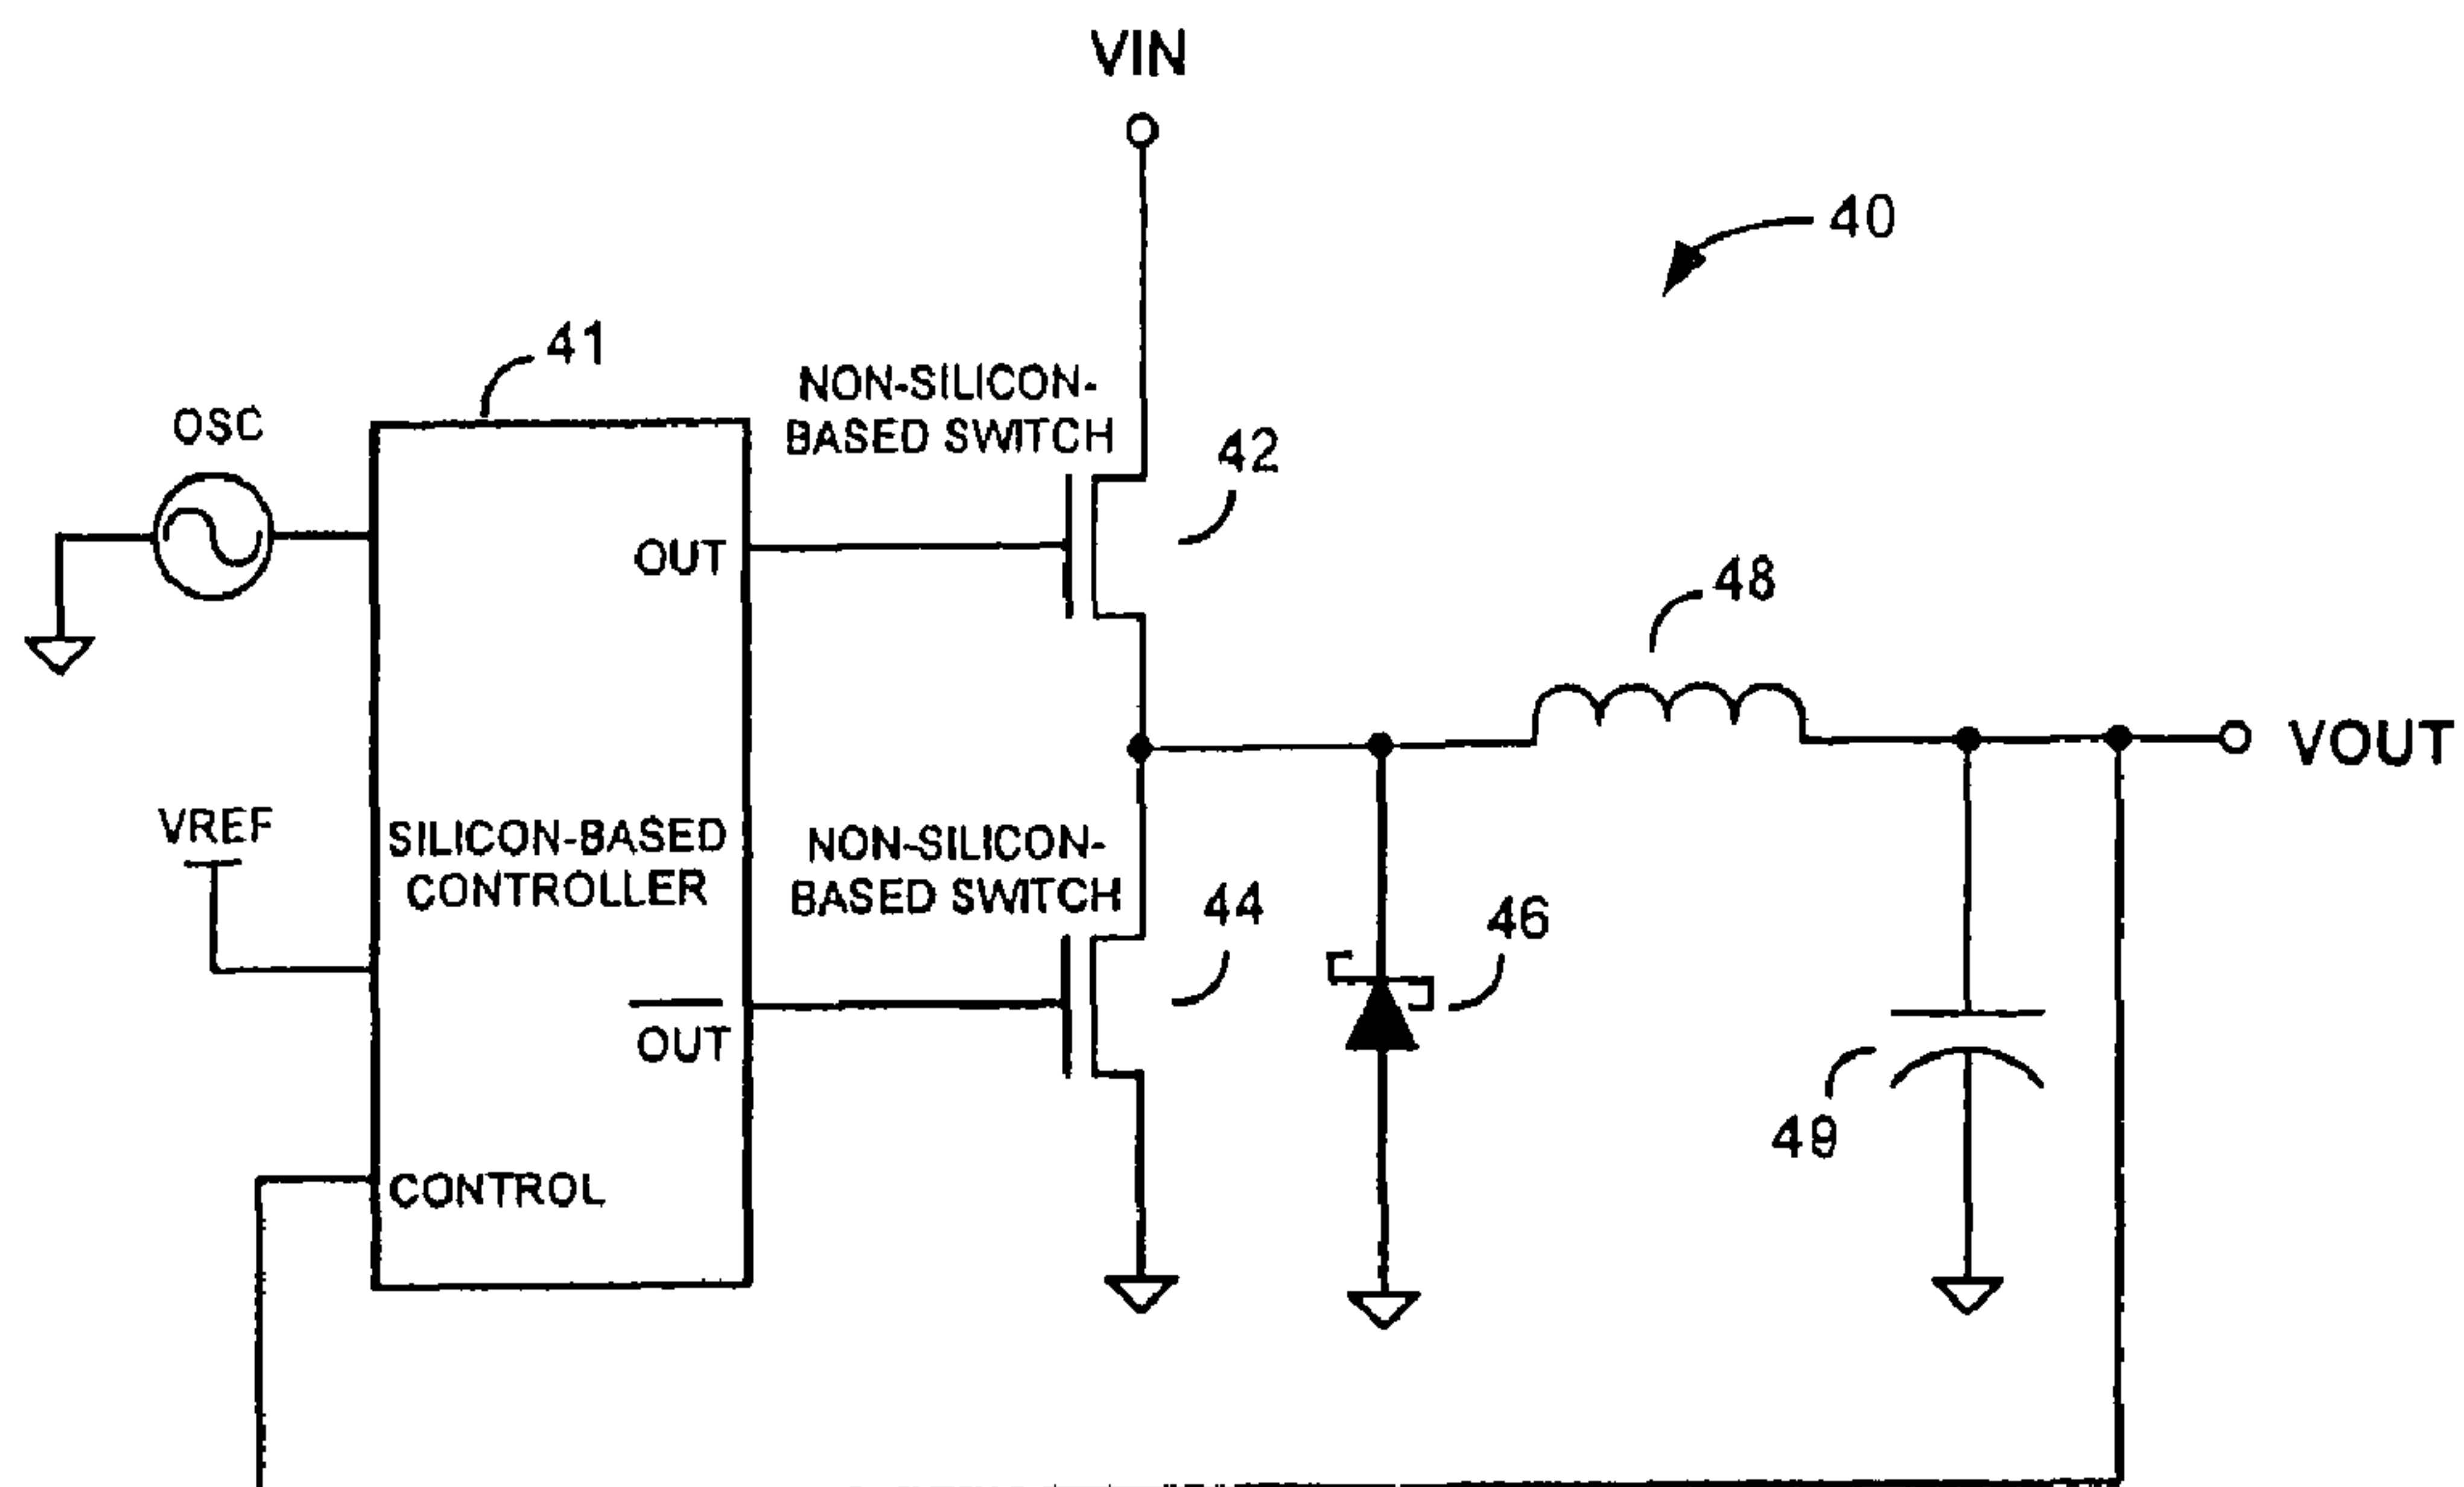 VIN
40
41
NON-SILICON-
BASED SWITCH
OSC
42
OUT
48
VOUT
VREF
SILICON-BASED
CONTROLLER
NON-SILICON-
BASED SWITCH
44
46
OUT
49
CONTROL